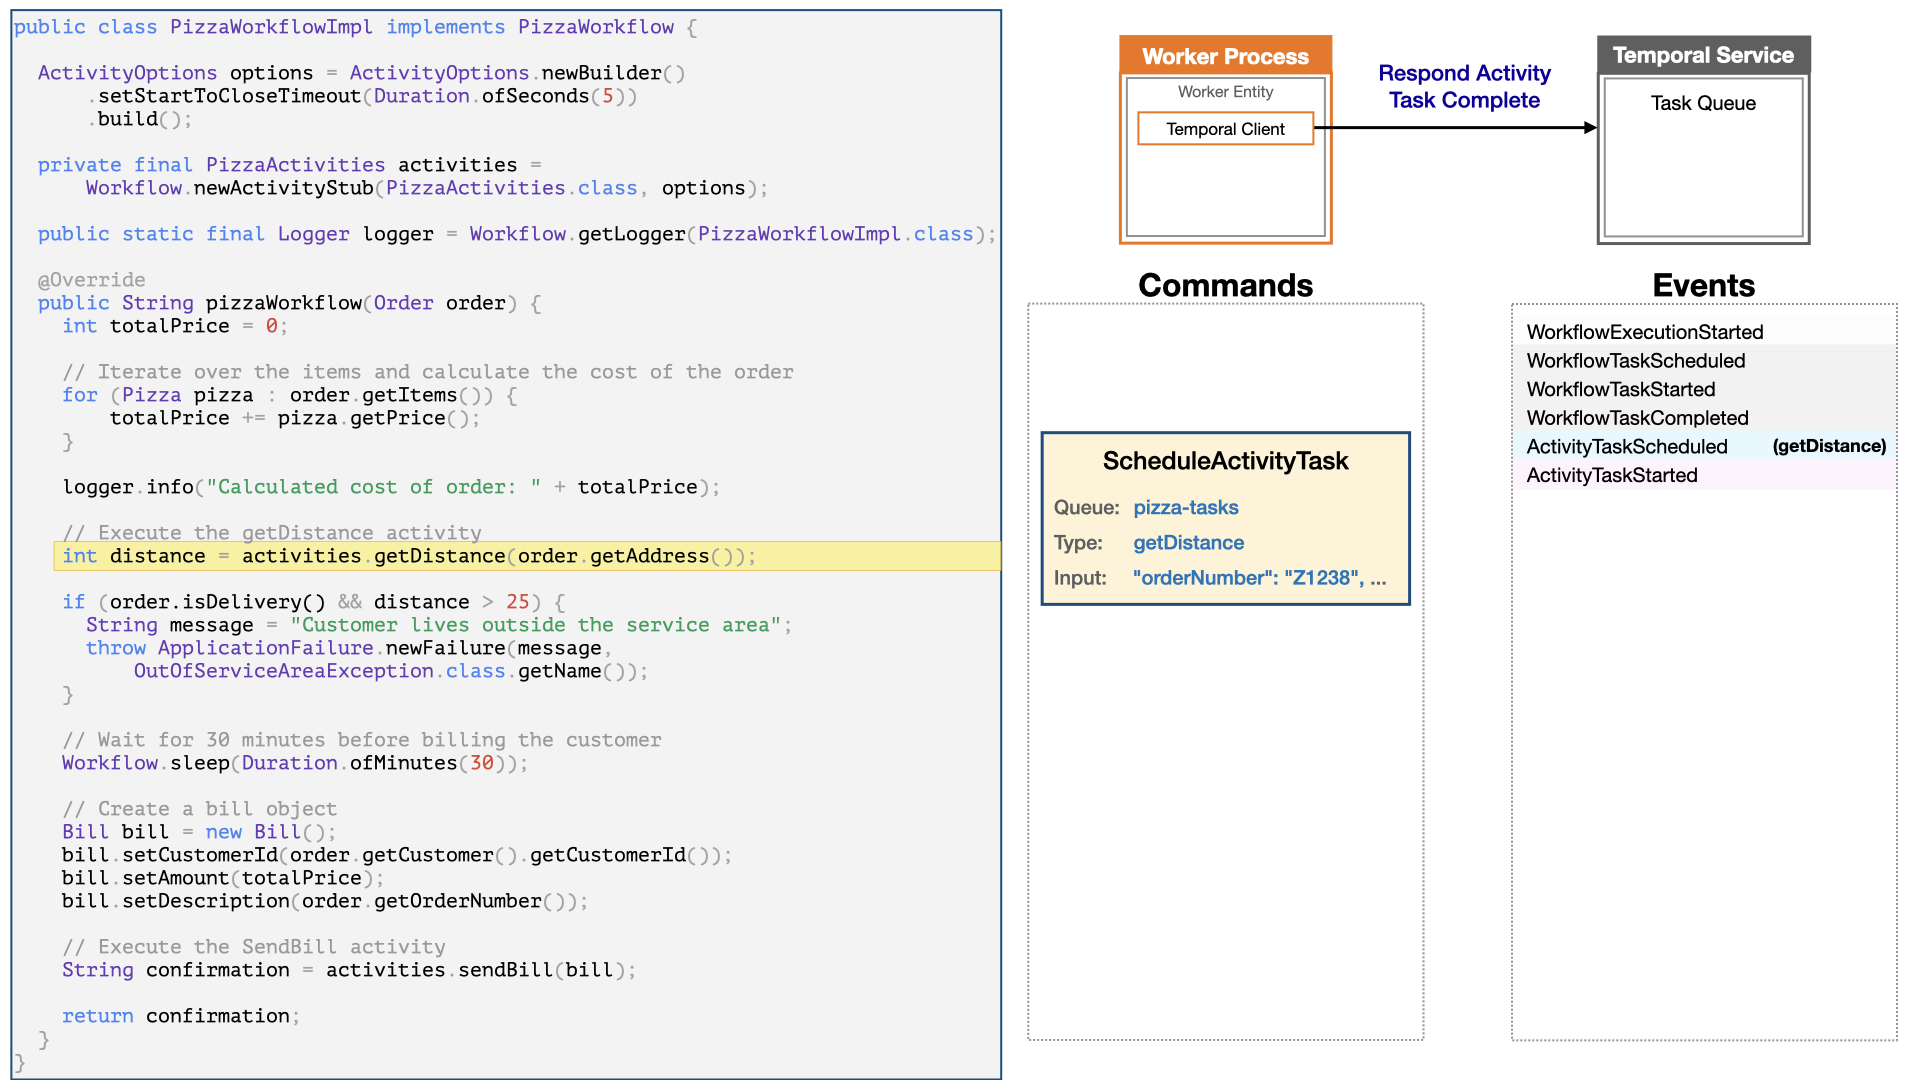 public class PizzaWorkflowImpl implements PizzaWorkflow {
ActivityOptions options = ActivityOptions.newBuilder()
.setStartToCloseTimeout(Duration.ofSeconds(5))
.build();
private final PizzaActivities activities =
Workflow.newActivityStub(PizzaActivities.class, options);
public static final Logger logger = Workflow.getLogger(PizzaWorkflowImpl.class);
@Override
public String pizzaWorkflow(Order order) {
int totalPrice = 0;
// Iterate over the items and calculate the cost of the order
for (Pizza pizza : order.getItems()) {
totalPrice += pizza.getPrice();
}
logger.info("Calculated cost of order: " + totalPrice);
// Execute the getDistance activity
int distance = activities.getDistance(order.getAddress());
if (order.isDelivery() && distance > 25) {
String message = "Customer lives outside the service area";
throw ApplicationFailure.newFailure(message,
OutOfServiceAreaException.class.getName());
}
// Wait for 30 minutes before billing the customer
Workflow.sleep(Duration.ofMinutes(30));
// Create a bill object
Bill bill = new Bill();
bill.setCustomerId(order.getCustomer().getCustomerId());
bill.setAmount(totalPrice);
bill.setDescription(order.getOrderNumber());
// Execute the SendBill activity
String confirmation = activities.sendBill(bill);
return confirmation;
}
}
Worker Process
Worker Entity
Temporal Client
Respond Activity
Task Complete
Temporal Service
Task Queue
Commands
ScheduleActivityTask
Queue: pizza-tasks
Type: getDistance
Input: "orderNumber": "Z1238", ...
Events
WorkflowExecutionStarted
WorkflowTaskScheduled
WorkflowTaskStarted
WorkflowTaskCompleted
ActivityTaskScheduled (getDistance)
ActivityTaskStarted